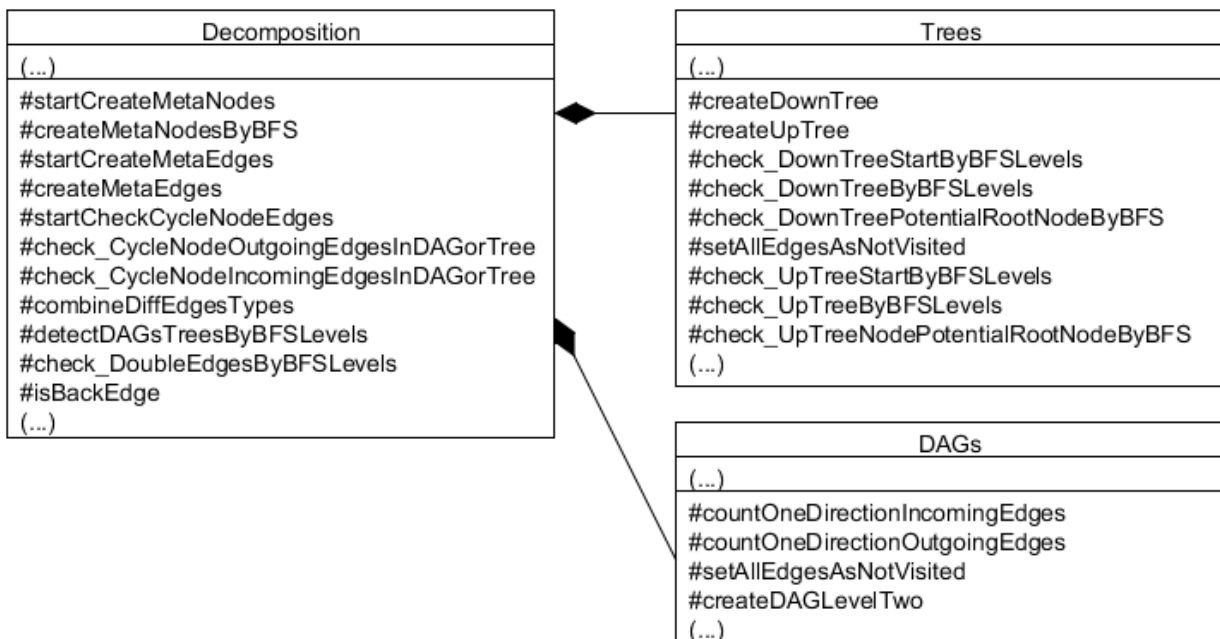 Decomposition
(...)
#startCreateMetaNodes
#createMetaNodesByBFS
#startCreateMetaEdges
#createMetaEdges
#startCheckCycleNodeEdges
#check_CycleNodeOutgoingEdgesInDAGorTree
#check_CycleNodeIncomingEdgesInDAGorTree
#combineDiffEdgesTypes
#detectDAGsTreesByBFSLevels
#check_DoubleEdgesByBFSLevels
#isBackEdge
(...)
Trees
(...)
#createDownTree
#createUpTree
#check_DownTreeStartByBFSLevels
#check_DownTreeByBFSLevels
#check_DownTreePotentialRootNodeByBFS
#setAllEdgesAsNotVisited
#check_UpTreeStartByBFSLevels
#check_UpTreeByBFSLevels
#check_UpTreeNodePotentialRootNodeByBFS
(...)
DAGs
(...)
#countOneDirectionIncomingEdges
#countOneDirectionOutgoingEdges
#setAllEdgesAsNotVisited
#createDAGLevelTwo
(...)